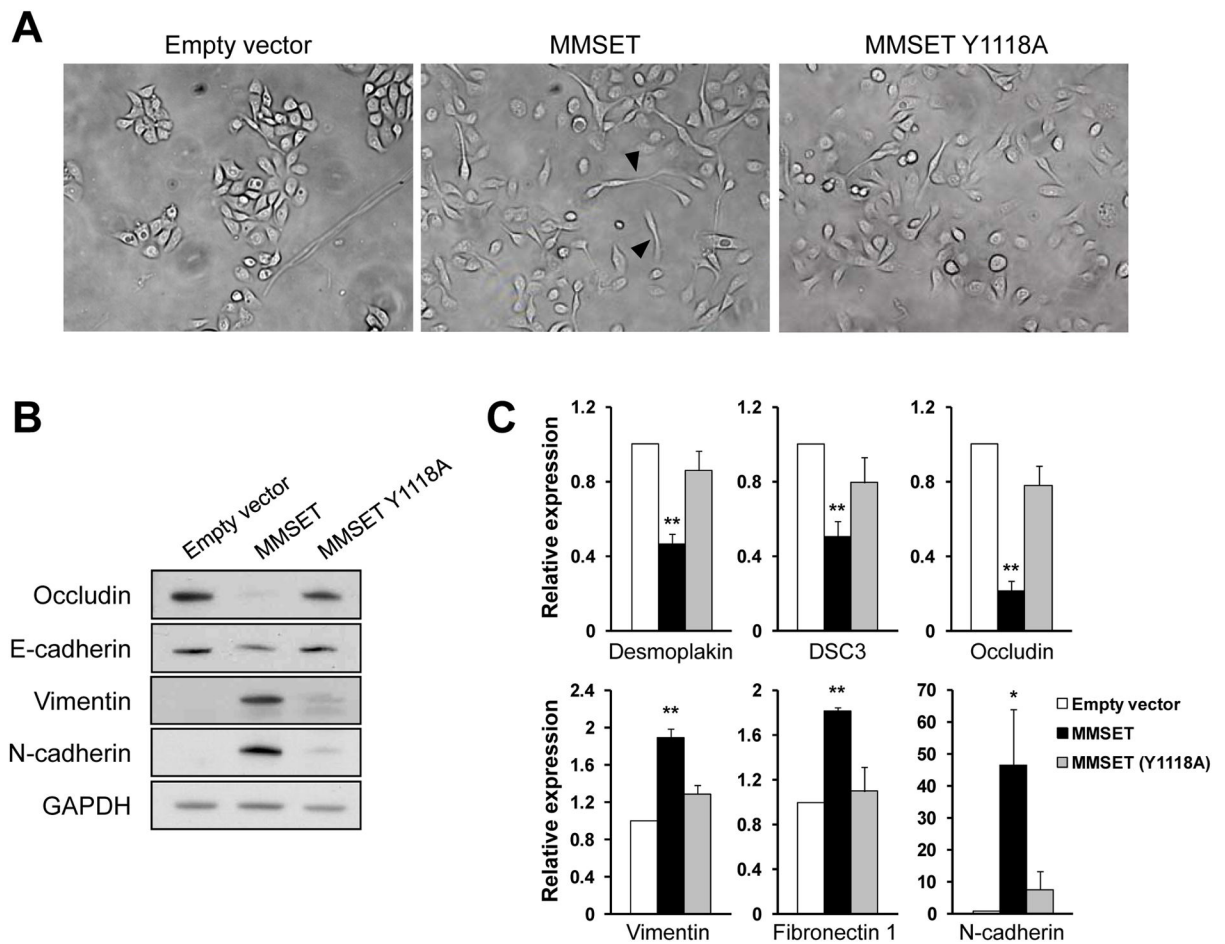 A
Empty vector
MMSET
MMSET Y1118A
B
Empty vector
MMSET
MMSET Y1118A
Occludin
E-cadherin
Vimentin
N-cadherin
GAPDH
C
Relative expression
1.2
0.8
0.4
0
**
Desmoplakin
1.2
0.8
0.4
0
**
DSC3
1.2
0.8
0.4
0
**
Occludin
Relative expression
2.4
2
1.6
1.2
0.8
0.4
0
**
Vimentin
2
1.6
1.2
0.8
0.4
0
**
Fibronectin 1
70
60
50
40
30
20
10
0
*
N-cadherin
Empty vector
MMSET
MMSET (Y1118A)